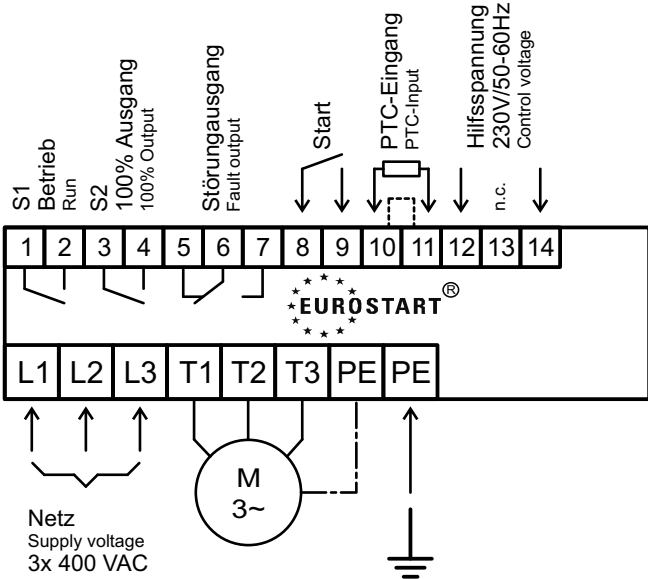 S1
Betrieb
Run
S2
100% Ausgang
100% Output
Störungausgang
Fault output
Start
PTC-Eingang
PTC-Input
Hilfsspannung
230V/50-60Hz
Control voltage
n.c.
1 2 3 4 5 6 7 8 9 10 11 12 13 14
EUROSTART®
L1 L2 L3 T1 T2 T3 PE PE
M
3~
Netz
Supply voltage
3x 400 VAC